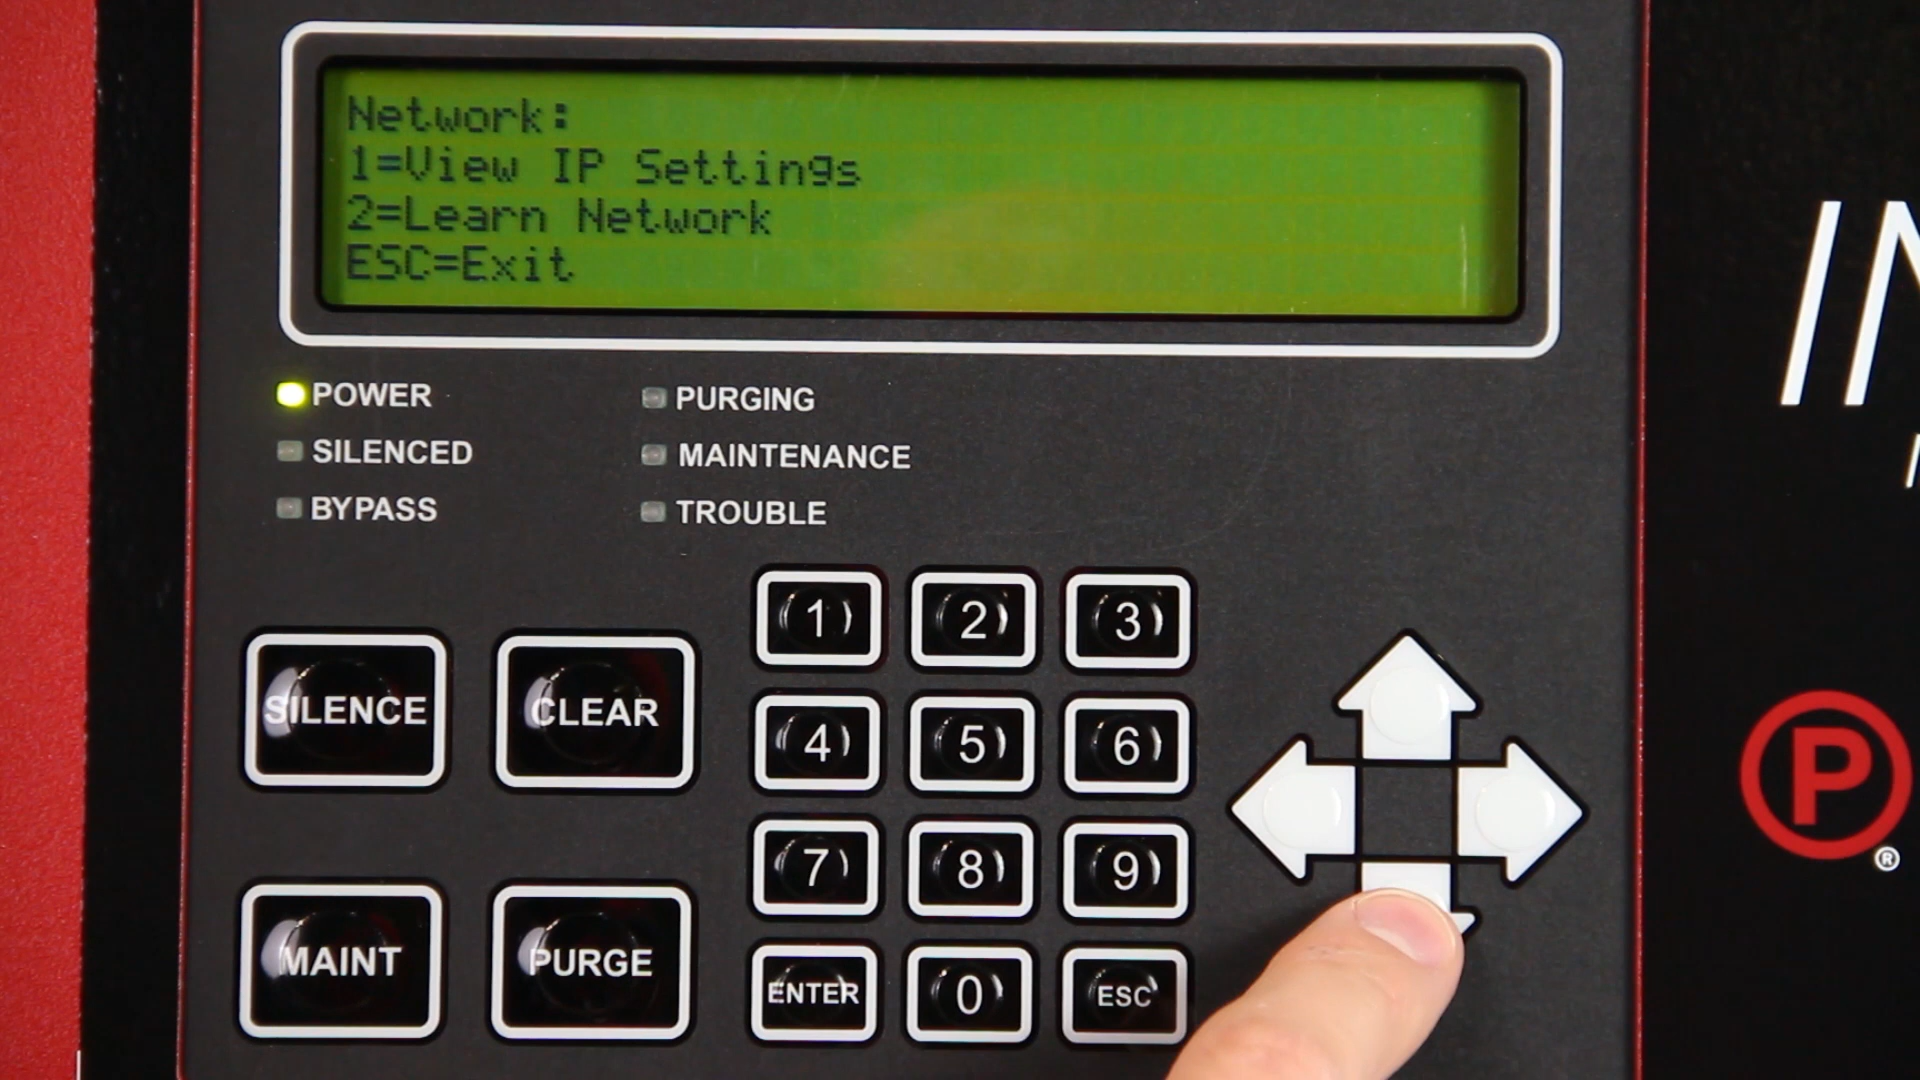 Network:
1=View IP Settings
2=Learn Network
ESC=Exit
POWER
PURGING
SILENCED
MAINTENANCE
BYPASS
TROUBLE
1
2
3
SILENCE
CLEAR
4
5
6
7
8
9
MAINT
PURGE
ENTER
0
ESC
P
®